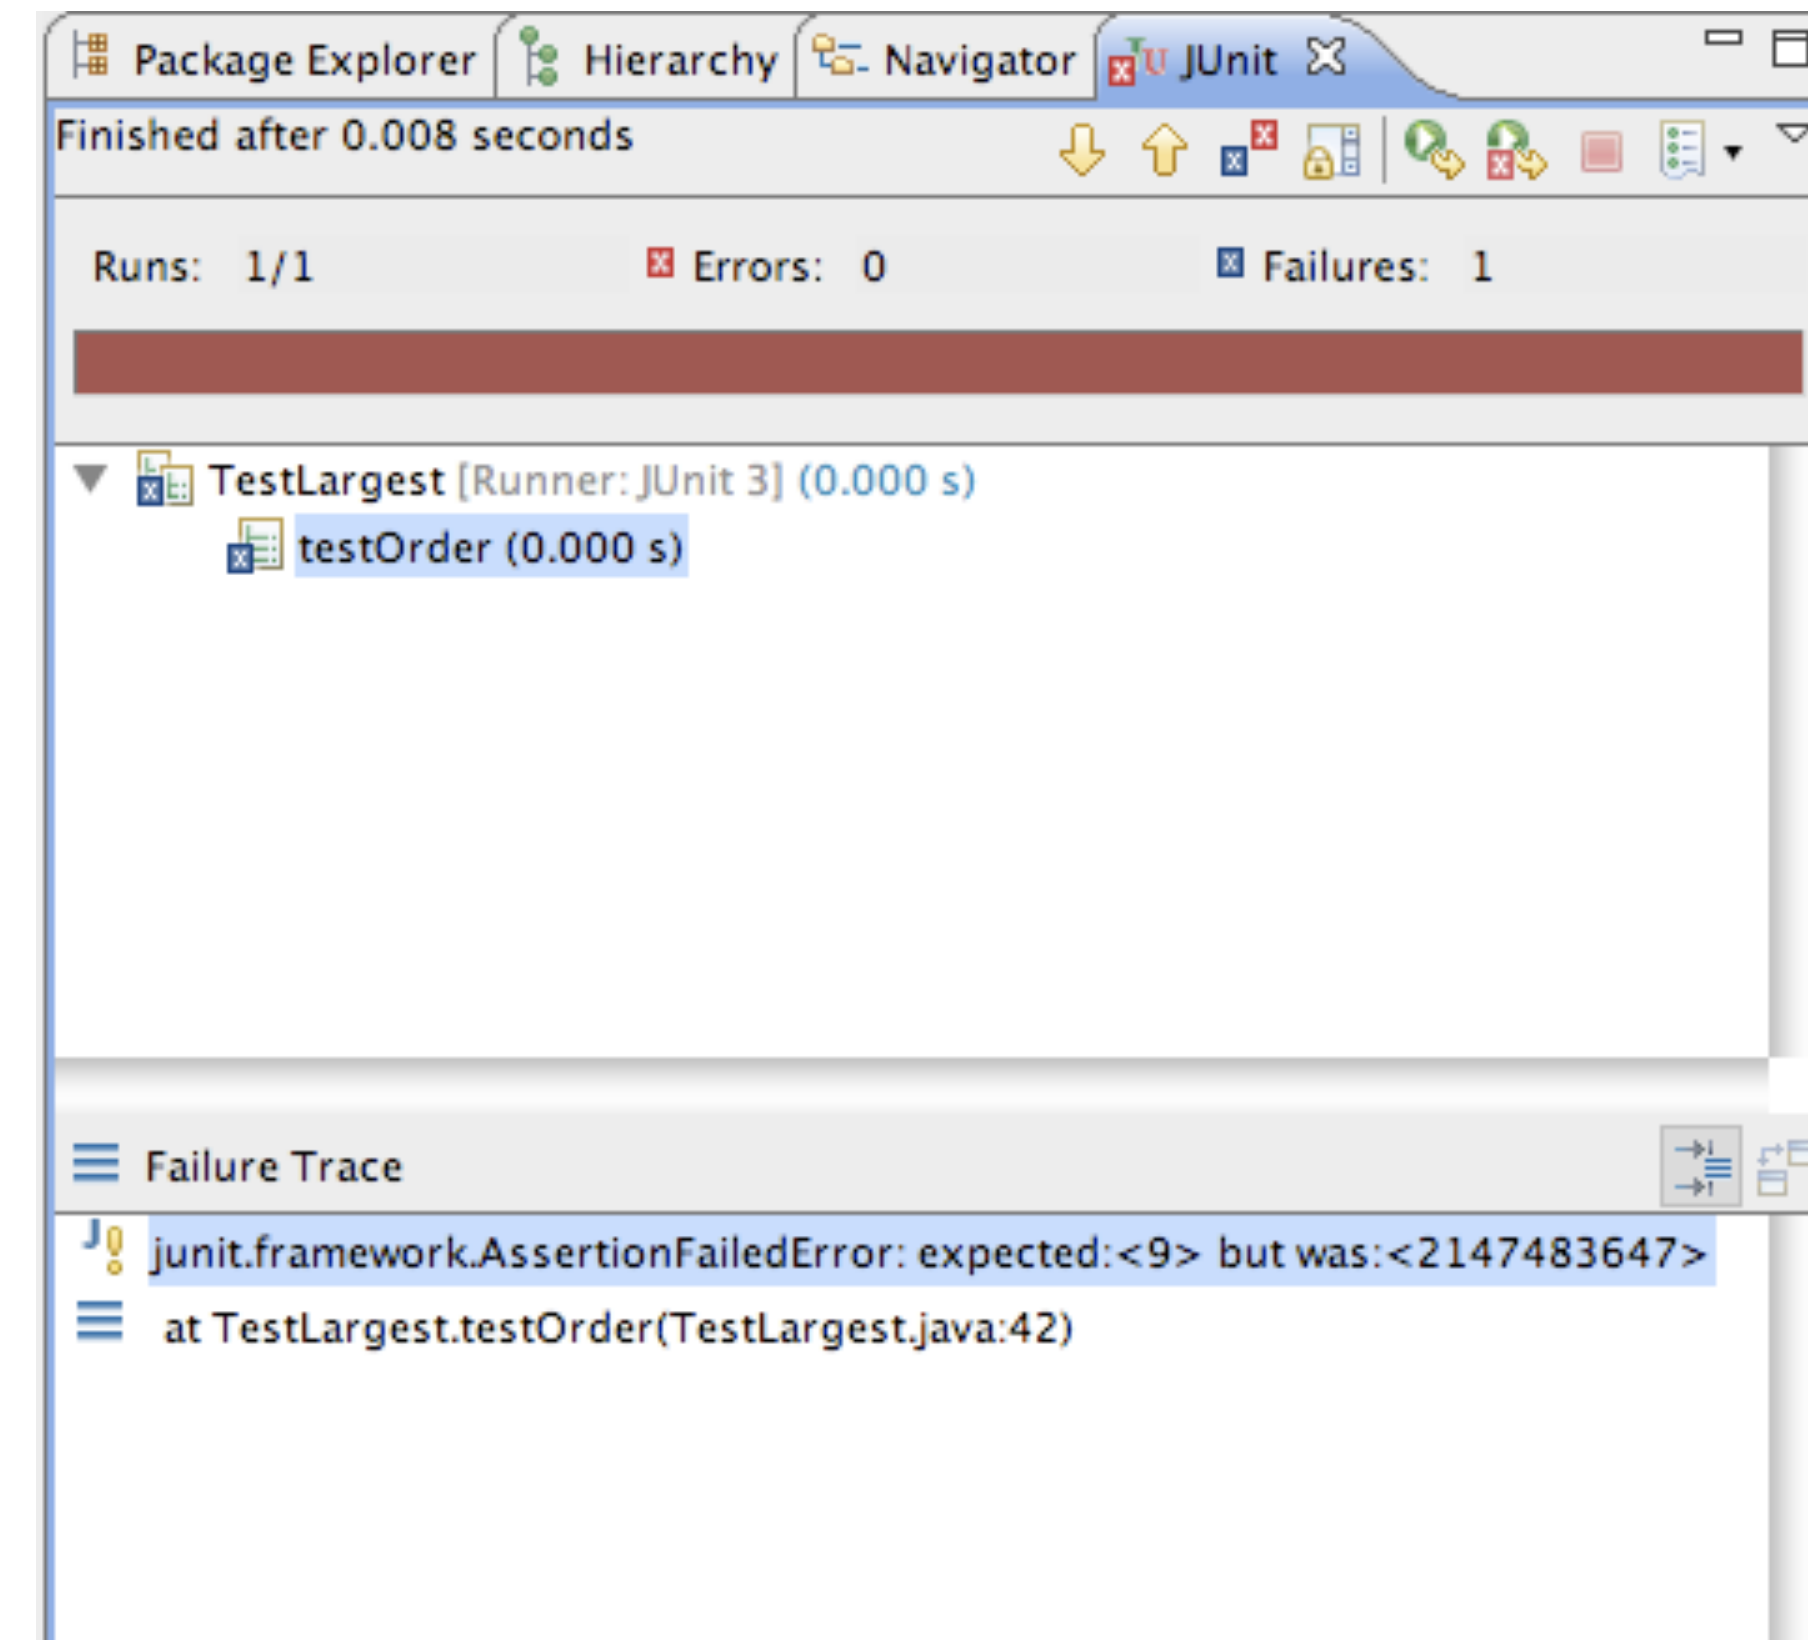 Package Explorer Hierarchy Navigator JUnit
Finished after 0.008 seconds
Runs: 1/1 Errors: 0 Failures: 1
TestLargest [Runner: JUnit 3] (0.000 s)
testOrder (0.000 s)
Failure Trace
junit.framework.AssertionFailedError: expected:<9> but was:<2147483647>
at TestLargest.testOrder(TestLargest.java:42)